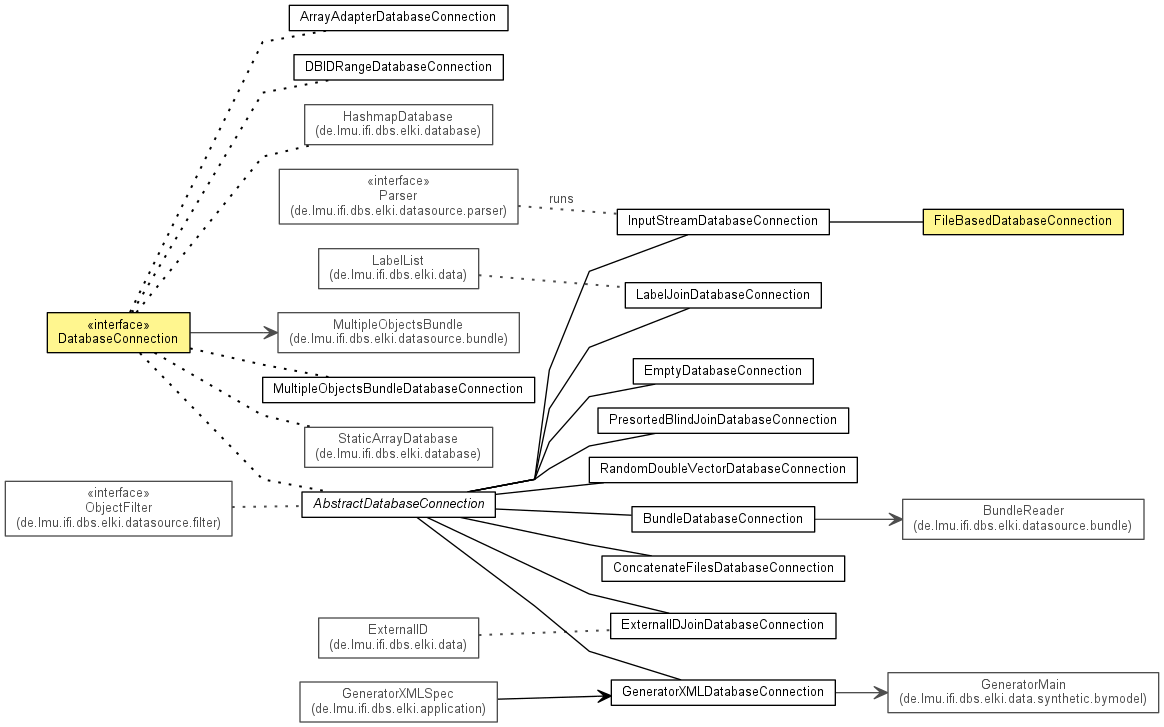 ArrayAdapterDatabaseConnection
DBIDRangeDatabaseConnection
HashmapDatabase
(de.lmu.ifi.dbs.elki.database)
«interface»
Parser
(de.lmu.ifi.dbs.elki.datasource.parser)
runs
InputStreamDatabaseConnection
FileBasedDatabaseConnection
LabelList
(de.lmu.ifi.dbs.elki.data)
LabelJoinDatabaseConnection
«interface»
DatabaseConnection
MultipleObjectsBundle
(de.lmu.ifi.dbs.elki.datasource.bundle)
EmptyDatabaseConnection
MultipleObjectsBundleDatabaseConnection
PresortedBlindJoinDatabaseConnection
StaticArrayDatabase
(de.lmu.ifi.dbs.elki.database)
RandomDoubleVectorDatabaseConnection
«interface»
ObjectFilter
(de.lmu.ifi.dbs.elki.datasource.filter)
AbstractDatabaseConnection
BundleDatabaseConnection
BundleReader
(de.lmu.ifi.dbs.elki.datasource.bundle)
ConcatenateFilesDatabaseConnection
ExternalID
(de.lmu.ifi.dbs.elki.data)
ExternalIDJoinDatabaseConnection
GeneratorXMLSpec
(de.lmu.ifi.dbs.elki.application)
GeneratorXMLDatabaseConnection
GeneratorMain
(de.lmu.ifi.dbs.elki.data.synthetic.bymodel)